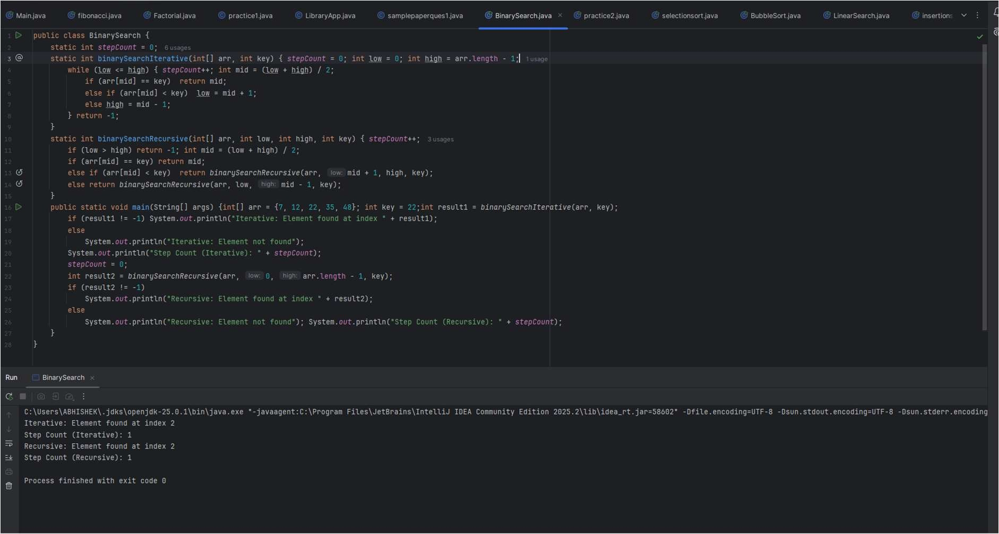 Main.java fibonacci.java Factorial.java practice1.java LibraryApp.java samplepaperques1.java BinarySearch.java practice2.java selectionsort.java BubbleSort.java LinearSearch.java insertions
1 public class BinarySearch {
2 static int stepCount = 0; 6 usages
3 static int binarySearchIterative(int[] arr, int key) { stepCount = 0; int low = 0; int high = arr.length - 1; 1 usage
4 while (low <= high) { stepCount++; int mid = (low + high) / 2;
5 if (arr[mid] == key) return mid;
6 else if (arr[mid] < key) low = mid + 1;
7 else high = mid - 1;
8 } return -1;
9 }
10 static int binarySearchRecursive(int[] arr, int low, int high, int key) { stepCount++; 3 usages
11 if (low > high) return -1; int mid = (low + high) / 2;
12 if (arr[mid] == key) return mid;
13 else if (arr[mid] < key) return binarySearchRecursive(arr, low: mid + 1, high, key);
14 else return binarySearchRecursive(arr, low, high: mid - 1, key);
15 }
16 public static void main(String[] args) {int[] arr = {7, 12, 22, 35, 48}; int key = 22;int result1 = binarySearchIterative(arr, key);
17 if (result1 != -1) System.out.println("Iterative: Element found at index " + result1);
18 else
19 System.out.println("Iterative: Element not found");
20 System.out.println("Step Count (Iterative): " + stepCount);
21 stepCount = 0;
22 int result2 = binarySearchRecursive(arr, low: 0, high: arr.length - 1, key);
23 if (result2 != -1)
24 System.out.println("Recursive: Element found at index " + result2);
25 else
26 System.out.println("Recursive: Element not found"); System.out.println("Step Count (Recursive): " + stepCount);
27 }
28 }
Run BinarySearch
C:\Users\ABHISHEK\.jdks\openjdk-25.0.1\bin\java.exe "-javaagent:C:\Program Files\JetBrains\IntelliJ IDEA Community Edition 2025.2\lib\idea_rt.jar=58602" -Dfile.encoding=UTF-8 -Dsun.stdout.encoding=UTF-8 -Dsun.stderr.encoding
Iterative: Element found at index 2
Step Count (Iterative): 1
Recursive: Element found at index 2
Step Count (Recursive): 1
Process finished with exit code 0